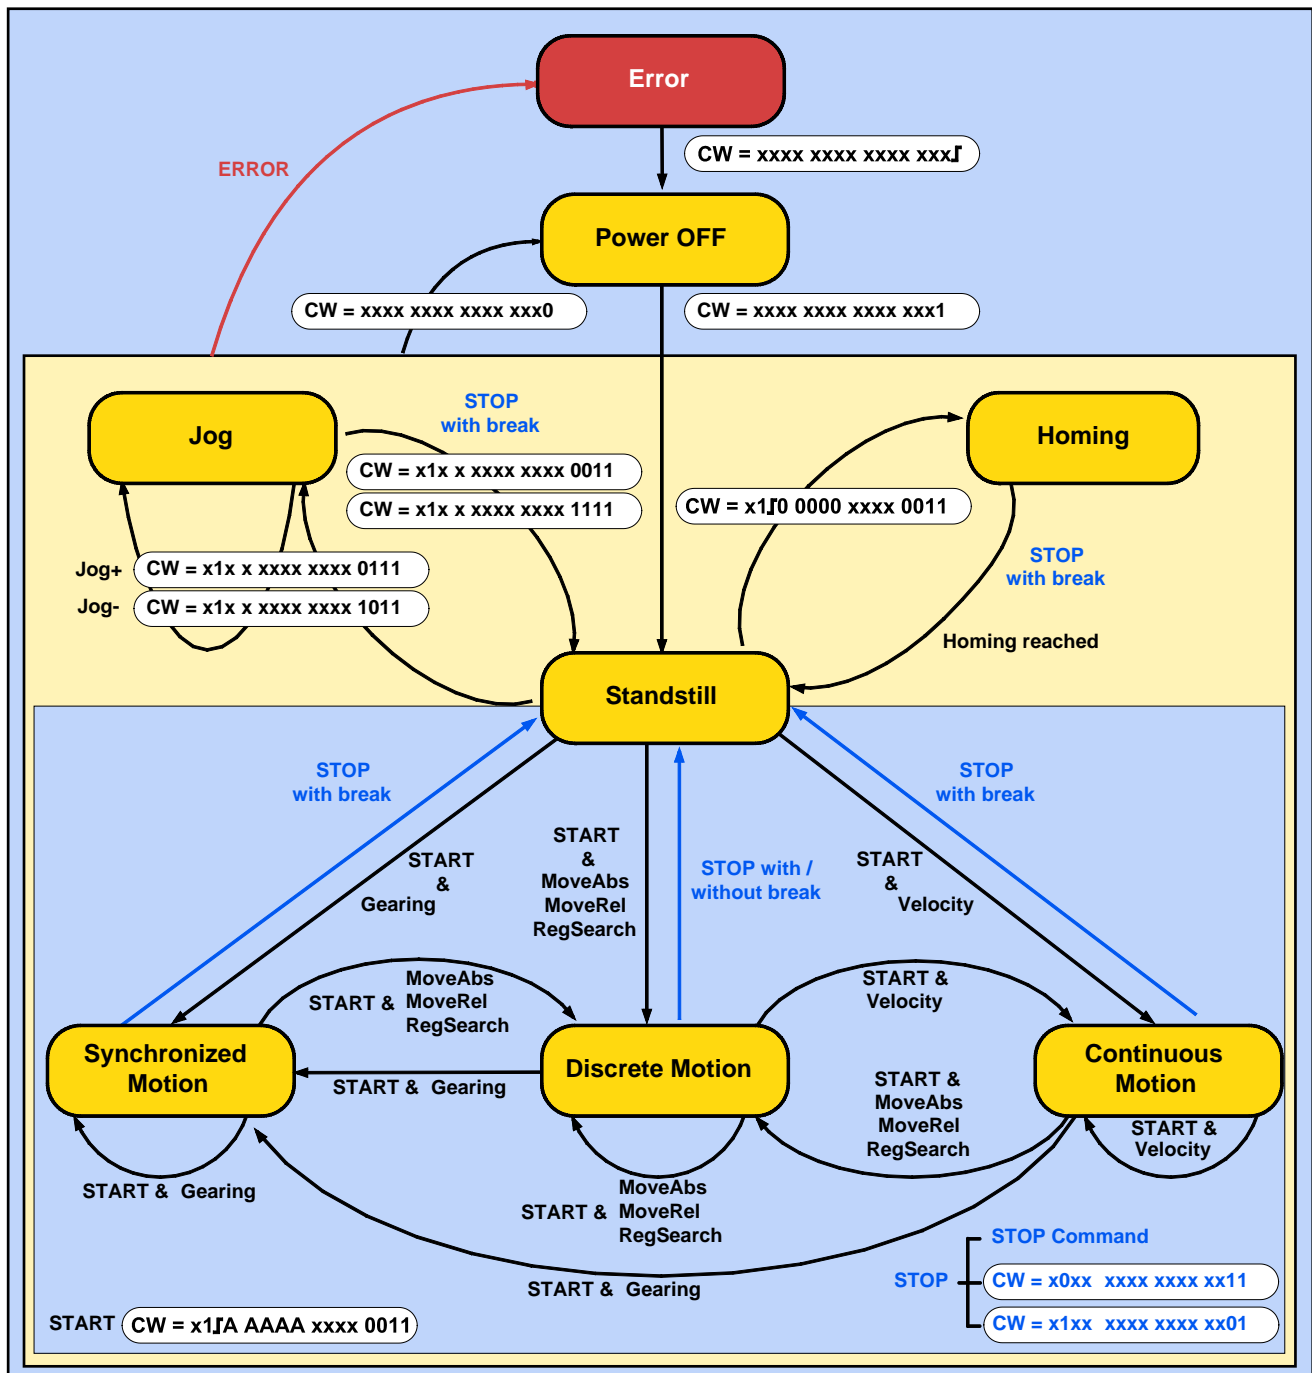 Error
CW = xxxx xxxx xxxx xxx⎍
ERROR
Power OFF
CW = xxxx xxxx xxxx xxx0
CW = xxxx xxxx xxxx xxx1
Jog
STOP
with break
CW = x1x x xxxx xxxx 0011
CW = x1x x xxxx xxxx 1111
Homing
CW = x1⎍0 0000 xxxx 0011
Jog+ CW = x1x x xxxx xxxx 0111
Jog- CW = x1x x xxxx xxxx 1011
STOP
with break
Homing reached
Standstill
STOP
with break
START
&
Gearing
START
&
MoveAbs
MoveRel
RegSearch
STOP with /
without break
START
&
Velocity
STOP
with break
START & MoveAbs
MoveRel
RegSearch
START &
Velocity
Synchronized
Motion
START & Gearing
Discrete Motion
START &
MoveAbs
MoveRel
RegSearch
Continuous
Motion
START & Gearing
START & MoveAbs
MoveRel
RegSearch
START &
Velocity
START & Gearing
STOP Command
STOP CW = x0xx xxxx xxxx xx11
CW = x1xx xxxx xxxx xx01
START CW = x1⎍A AAAA xxxx 0011